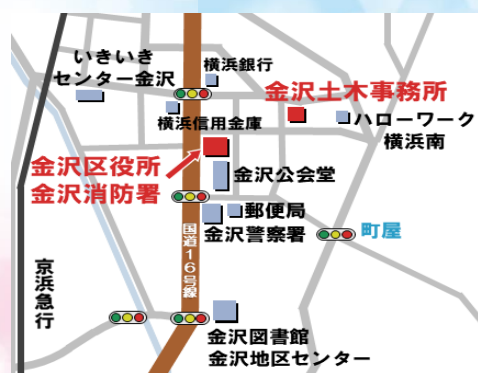 いきいき
センター金沢
横浜銀行
金沢土木事務所
横浜信用金庫
ハローワーク
横浜南
金沢区役所
金沢消防署
金沢公会堂
郵便局
金沢警察署
町屋
国道16号線
京浜急行
金沢図書館
金沢地区センター